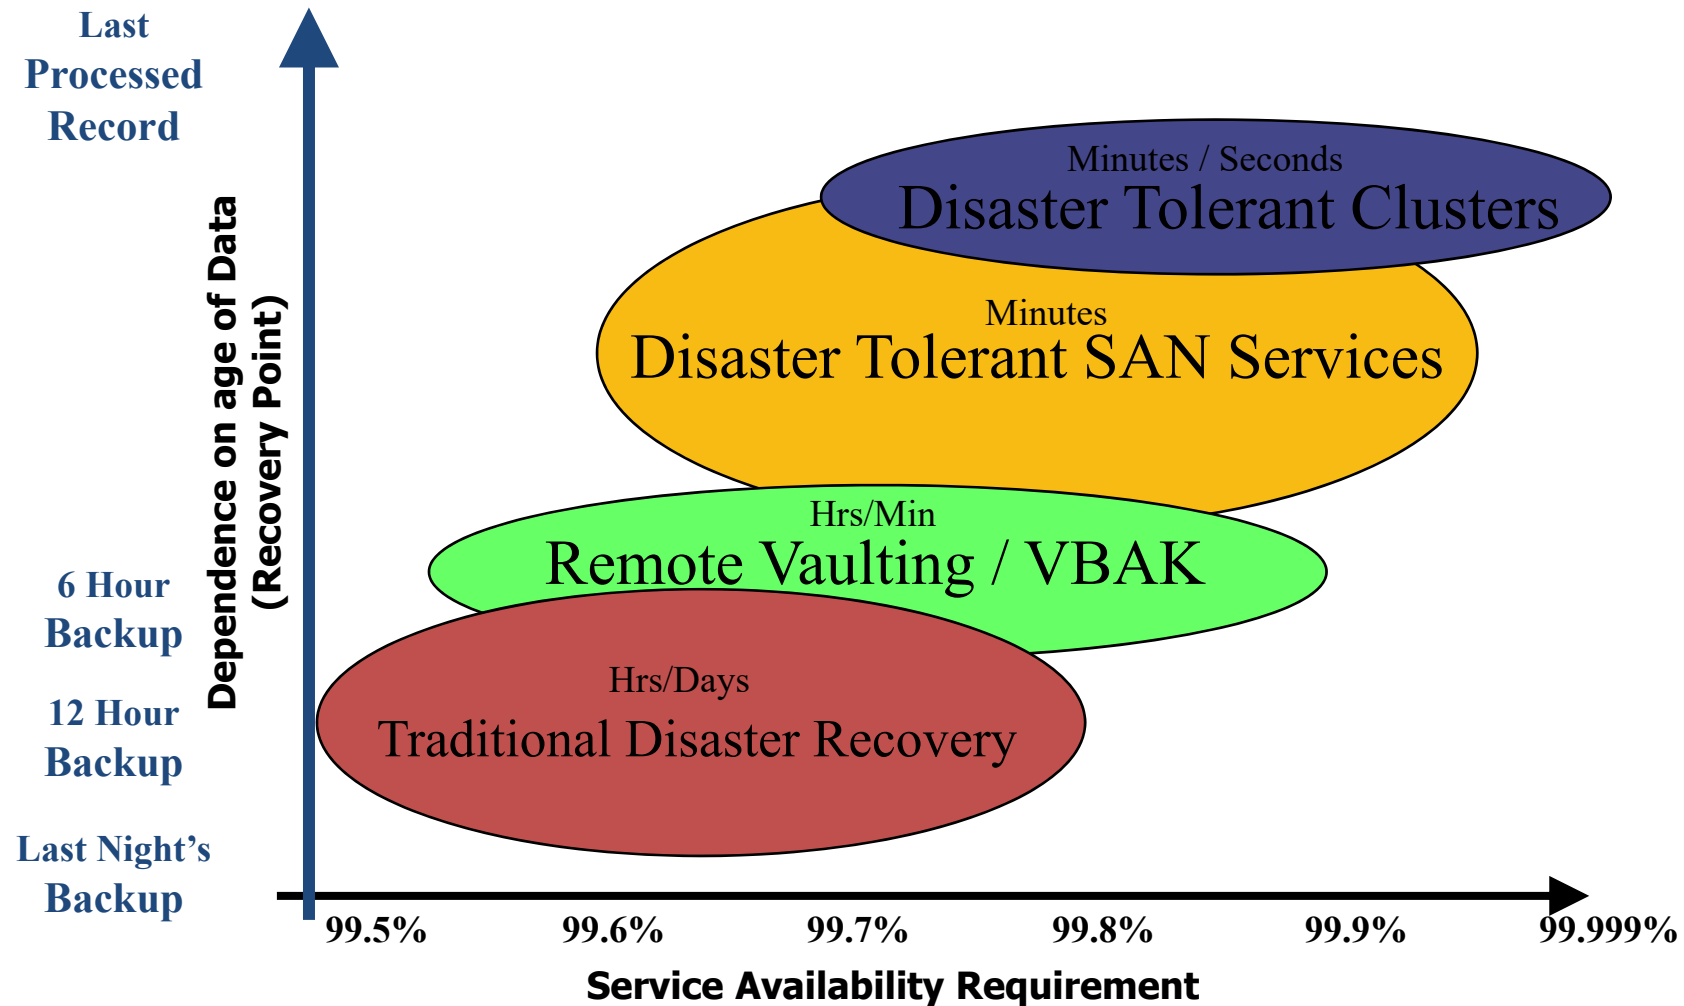 Last
Processed
Record
Dependence on age of Data
(Recovery Point)
Minutes / Seconds
Disaster Tolerant Clusters
Minutes
Disaster Tolerant SAN Services
Hrs/Min
Remote Vaulting / VBAK
6 Hour
Backup
Hrs/Days
Traditional Disaster Recovery
12 Hour
Backup
Last Night’s
Backup
99.5% 99.6% 99.7% 99.8% 99.9% 99.999%
Service Availability Requirement